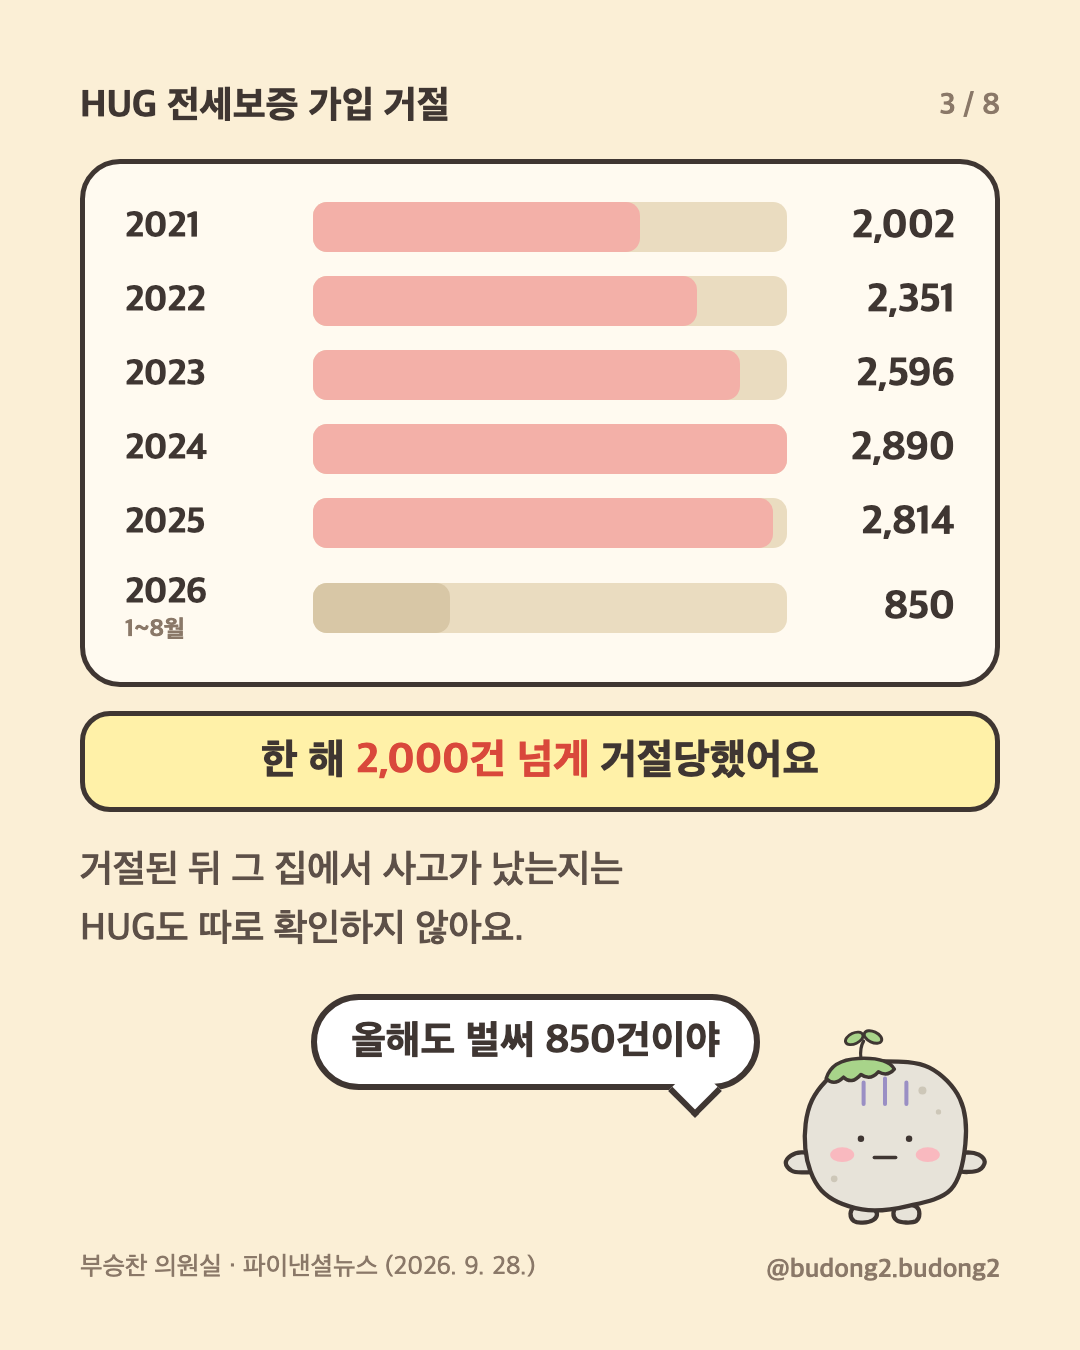 HUG 전세보증 가입 거절
3 / 8
2021 2,002
2022 2,351
2023 2,596
2024 2,890
2025 2,814
2026 850
1~8월
한 해 2,000건 넘게 거절당했어요
거절된 뒤 그 집에서 사고가 났는지는
HUG도 따로 확인하지 않아요.
올해도 벌써 850건이야
부승찬 의원실 · 파이낸셜뉴스 (2026. 9. 28.)
@budong2.budong2